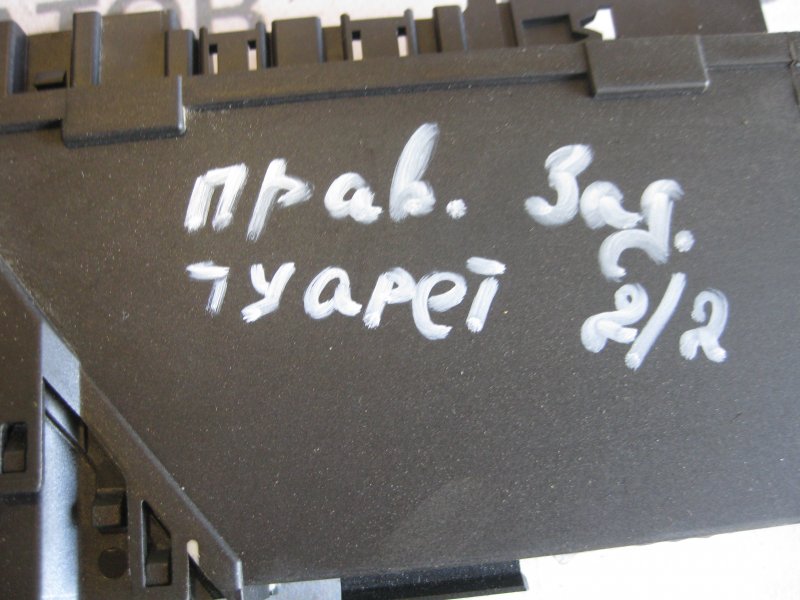 прав. зад.
туарег
2/2